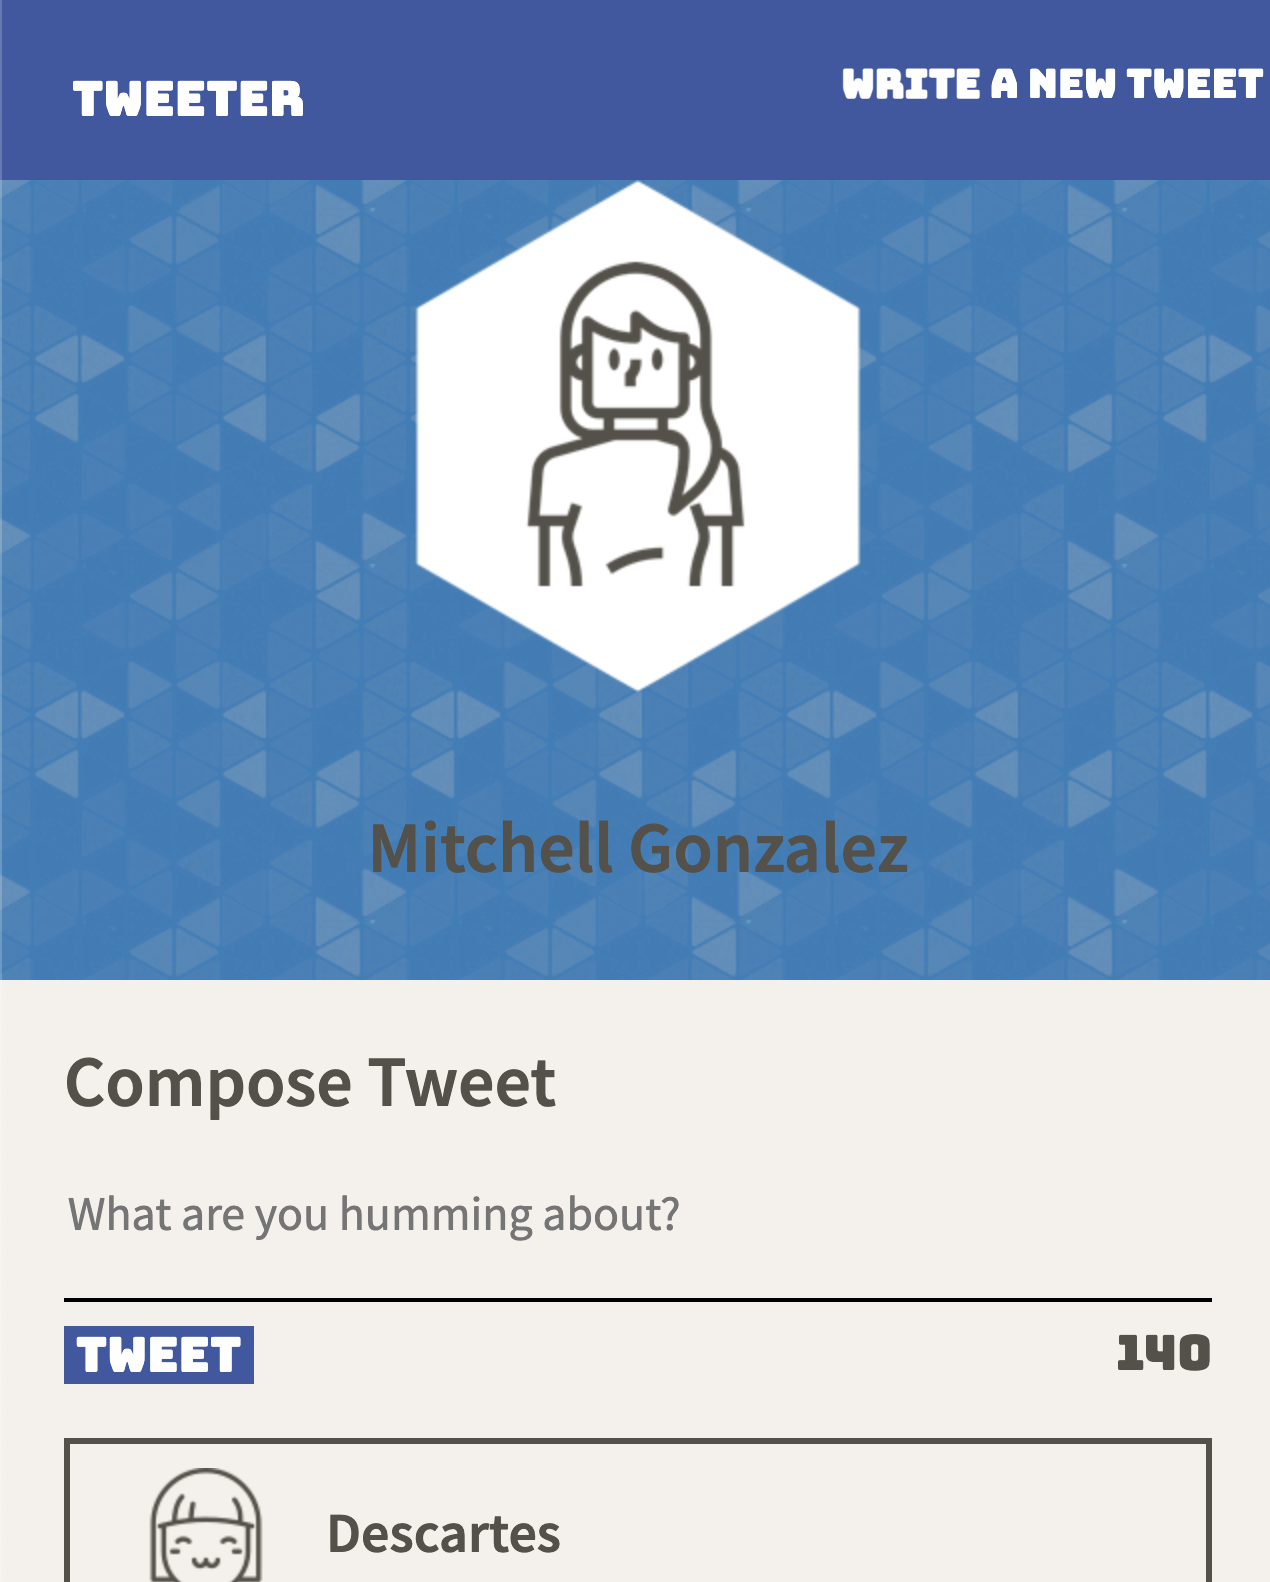 TWEETER
WRITE A NEW TWEET
Mitchell Gonzalez
Compose Tweet
What are you humming about?
TWEET
140
Descartes